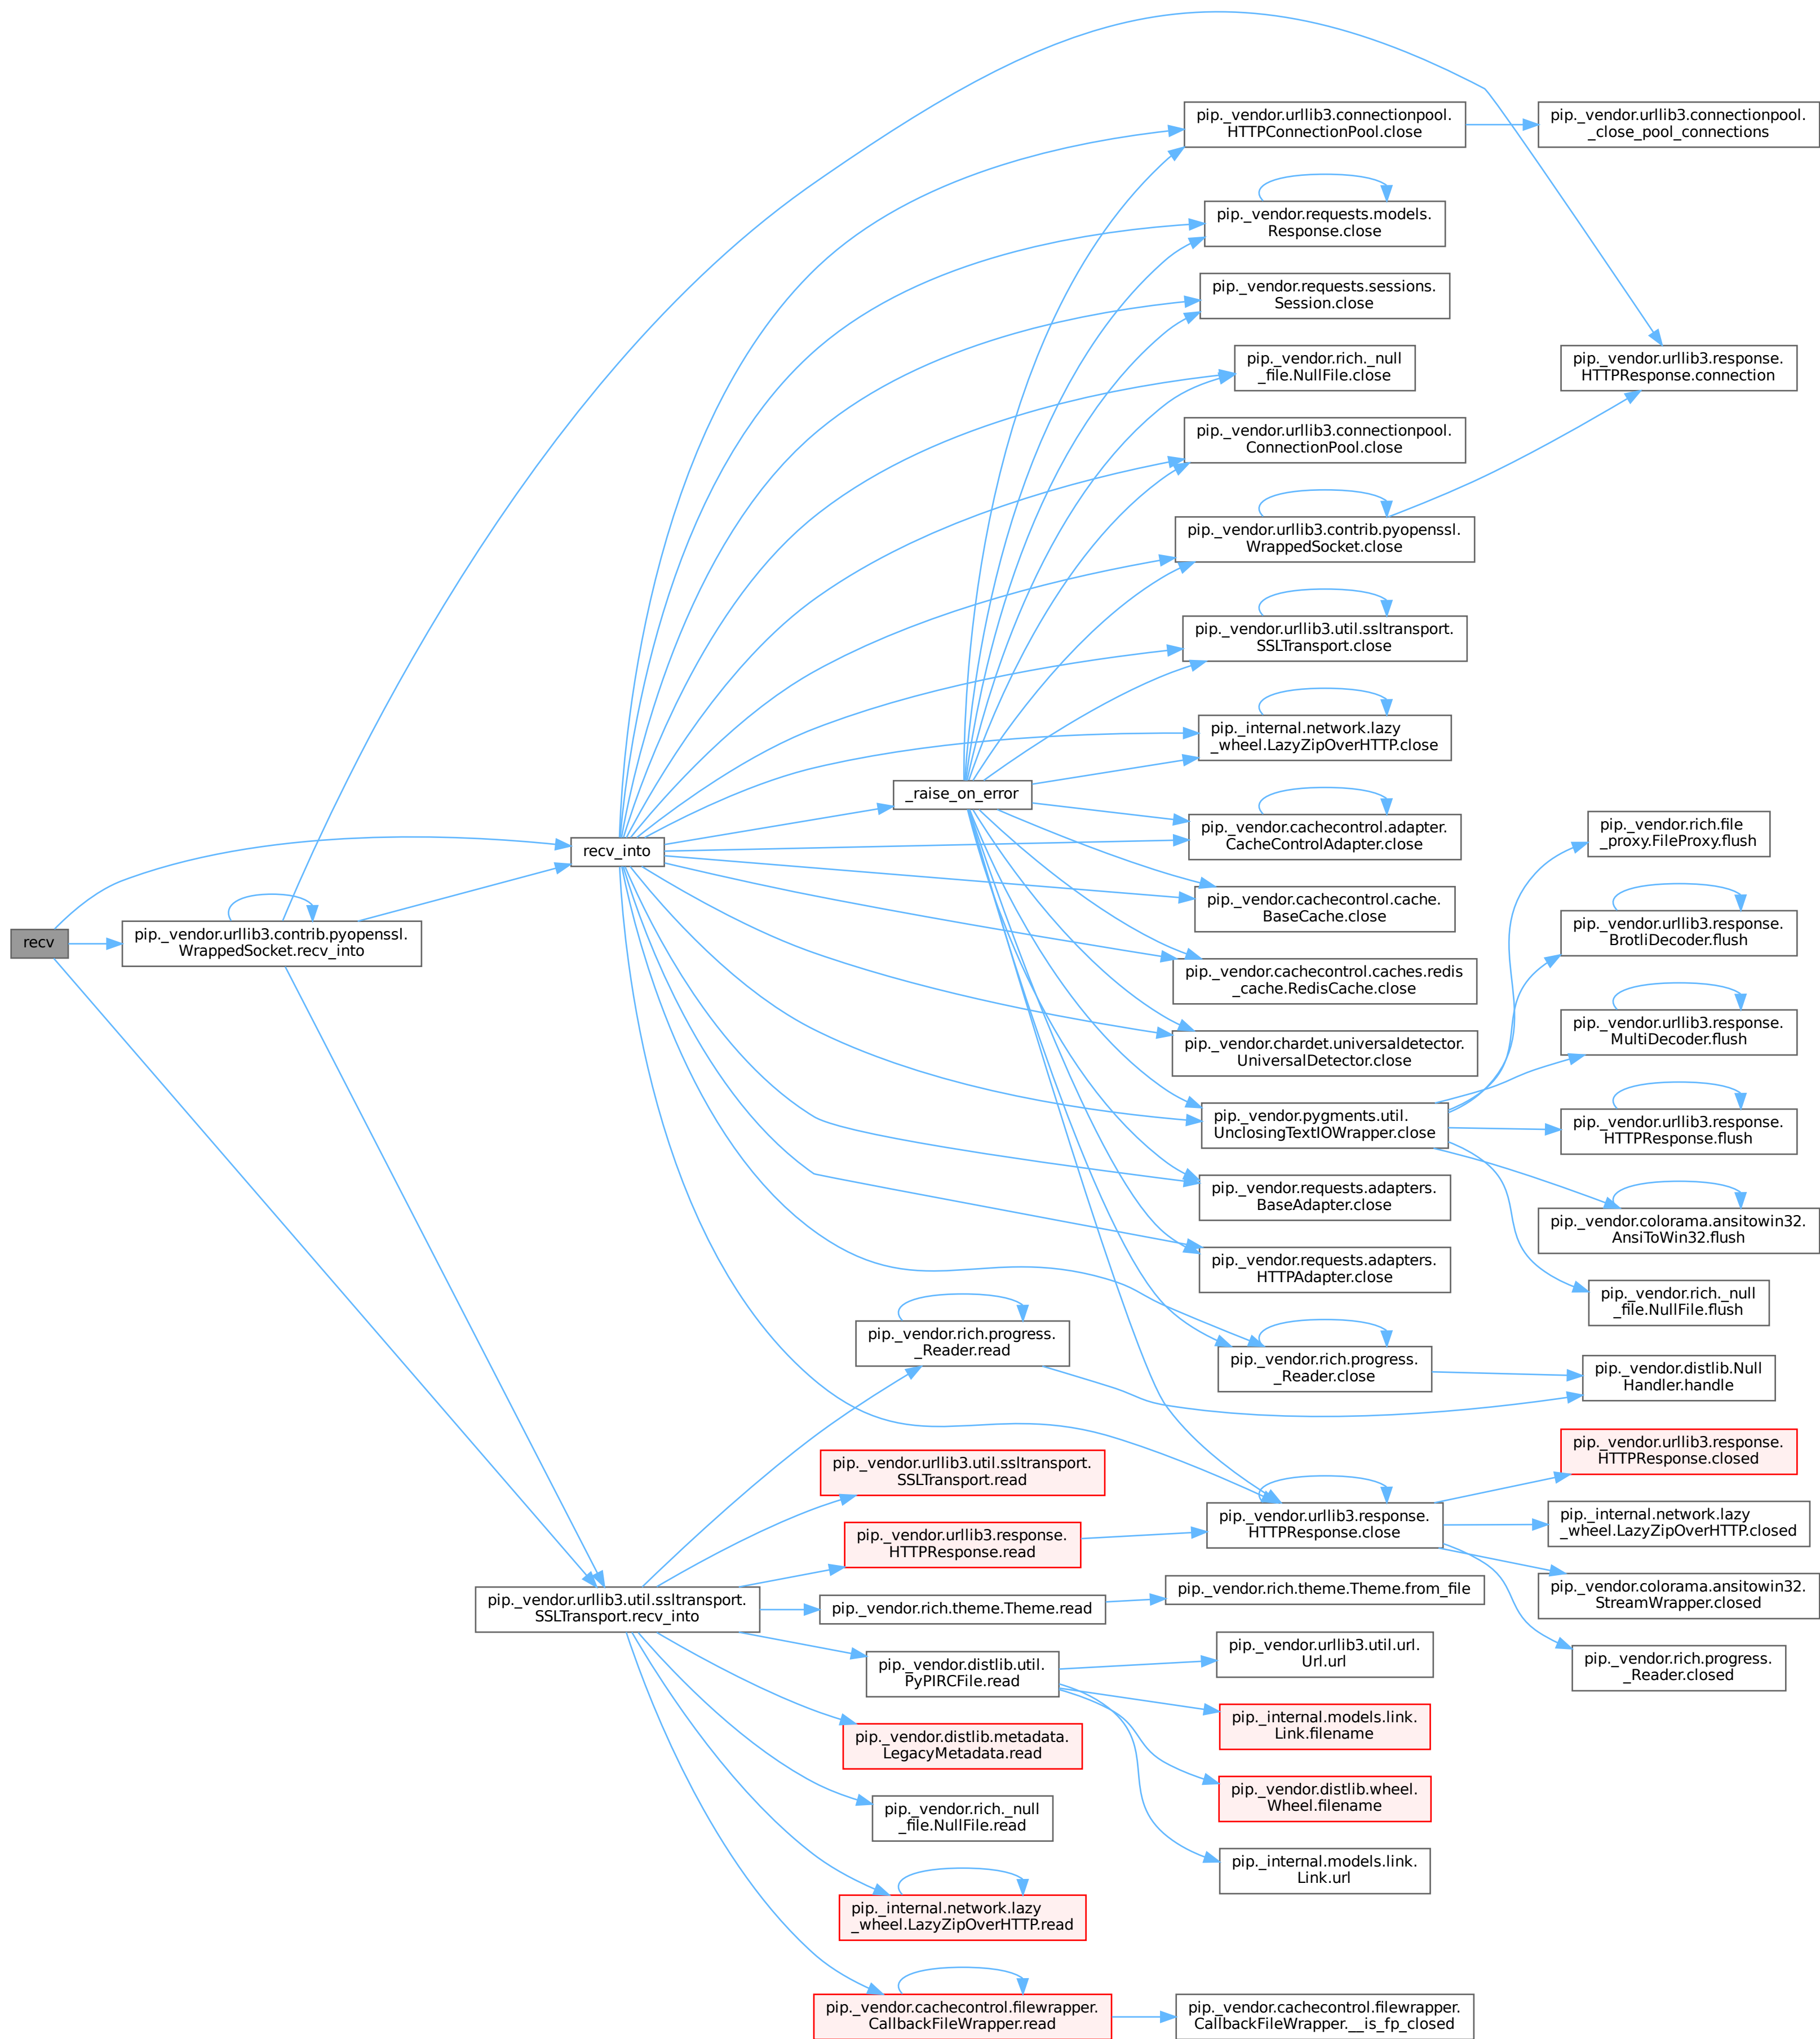 pip._vendor.urllib3.connectionpool.
HTTPConnectionPool.close
pip._vendor.urllib3.connectionpool.
_close_pool_connections
pip._vendor.requests.models.
Response.close
pip._vendor.requests.sessions.
Session.close
pip._vendor.rich._null
_file.NullFile.close
pip._vendor.urllib3.response.
HTTPResponse.connection
pip._vendor.urllib3.connectionpool.
ConnectionPool.close
pip._vendor.urllib3.contrib.pyopenssl.
WrappedSocket.close
pip._vendor.urllib3.util.ssltransport.
SSLTransport.close
pip._internal.network.lazy
_wheel.LazyZipOverHTTP.close
_raise_on_error
pip._vendor.cachecontrol.adapter.
CacheControlAdapter.close
pip._vendor.rich.file
_proxy.FileProxy.flush
recv_into
pip._vendor.cachecontrol.cache.
BaseCache.close
pip._vendor.urllib3.response.
BrotliDecoder.flush
recv
pip._vendor.urllib3.contrib.pyopenssl.
WrappedSocket.recv_into
pip._vendor.cachecontrol.caches.redis
_cache.RedisCache.close
pip._vendor.urllib3.response.
MultiDecoder.flush
pip._vendor.chardet.universaldetector.
UniversalDetector.close
pip._vendor.pygments.util.
UnclosingTextIOWrapper.close
pip._vendor.urllib3.response.
HTTPResponse.flush
pip._vendor.requests.adapters.
BaseAdapter.close
pip._vendor.colorama.ansitowin32.
AnsiToWin32.flush
pip._vendor.requests.adapters.
HTTPAdapter.close
pip._vendor.rich._null
_file.NullFile.flush
pip._vendor.rich.progress.
_Reader.read
pip._vendor.rich.progress.
_Reader.close
pip._vendor.distlib.Null
Handler.handle
pip._vendor.urllib3.util.ssltransport.
SSLTransport.read
pip._vendor.urllib3.response.
HTTPResponse.closed
pip._vendor.urllib3.response.
HTTPResponse.read
pip._vendor.urllib3.response.
HTTPResponse.close
pip._internal.network.lazy
_wheel.LazyZipOverHTTP.closed
pip._vendor.urllib3.util.ssltransport.
SSLTransport.recv_into
pip._vendor.rich.theme.Theme.read
pip._vendor.rich.theme.Theme.from_file
pip._vendor.colorama.ansitowin32.
StreamWrapper.closed
pip._vendor.distlib.util.
PyPIRCFile.read
pip._vendor.urllib3.util.url.
Url.url
pip._vendor.rich.progress.
_Reader.closed
pip._vendor.distlib.metadata.
LegacyMetadata.read
pip._internal.models.link.
Link.filename
pip._vendor.rich._null
_file.NullFile.read
pip._vendor.distlib.wheel.
Wheel.filename
pip._internal.models.link.
Link.url
pip._internal.network.lazy
_wheel.LazyZipOverHTTP.read
pip._vendor.cachecontrol.filewrapper.
CallbackFileWrapper.read
pip._vendor.cachecontrol.filewrapper.
CallbackFileWrapper.__is_fp_closed